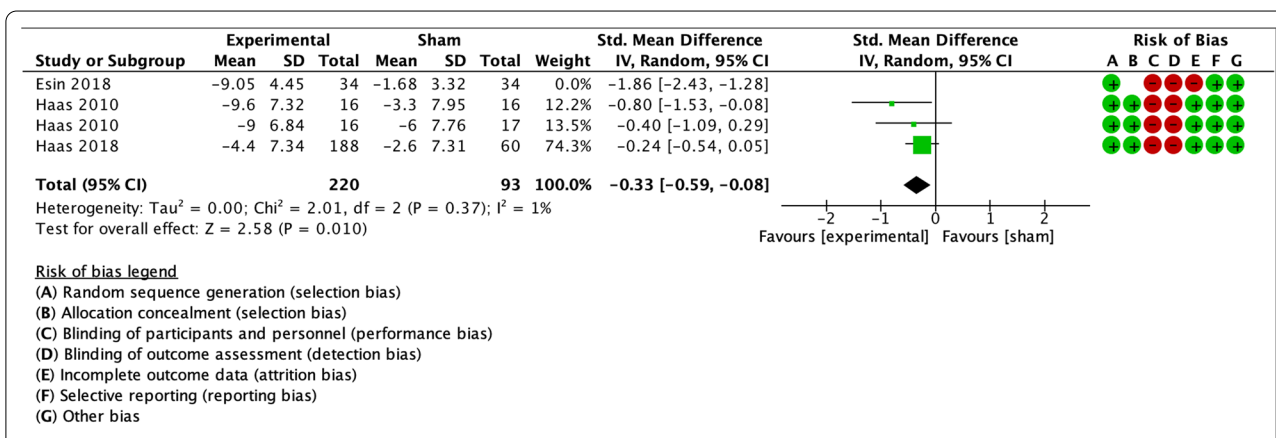 Experimental Sham Std. Mean Difference Std. Mean Difference Risk of Bias
Study or Subgroup Mean SD Total Mean SD Total Weight IV, Random, 95% CI IV, Random, 95% CI A B C D E F G
Esin 2018 −9.05 4.45 34 −1.68 3.32 34 0.0% −1.86 [−2.43, −1.28] + − − − + +
Haas 2010 −9.6 7.32 16 −3.3 7.95 16 12.2% −0.80 [−1.53, −0.08] + + − − + + +
Haas 2010 −9 6.84 16 −6 7.76 17 13.5% −0.40 [−1.09, 0.29] + + − − + + +
Haas 2018 −4.4 7.34 188 −2.6 7.31 60 74.3% −0.24 [−0.54, 0.05] + + − − + + +
Total (95% CI) 220 93 100.0% −0.33 [−0.59, −0.08]
Heterogeneity: Tau² = 0.00; Chi² = 2.01, df = 2 (P = 0.37); I² = 1%
Test for overall effect: Z = 2.58 (P = 0.010)
−2 −1 0 1 2
Favours [experimental] Favours [sham]
Risk of bias legend
(A) Random sequence generation (selection bias)
(B) Allocation concealment (selection bias)
(C) Blinding of participants and personnel (performance bias)
(D) Blinding of outcome assessment (detection bias)
(E) Incomplete outcome data (attrition bias)
(F) Selective reporting (reporting bias)
(G) Other bias